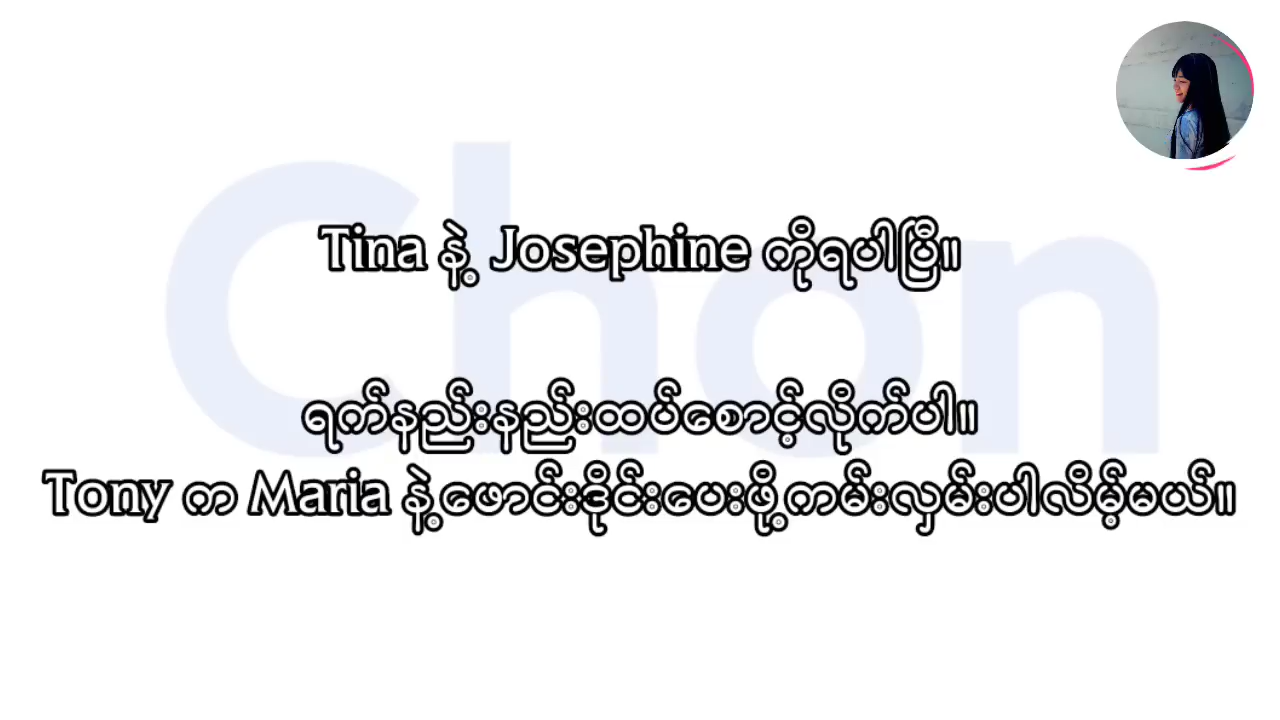 Chon
Tina နဲ့ Josephine ကိုရပါပြီ။
ရက်နည်းနည်းထပ်စောင့်လိုက်ပါ။
Tony က Maria နဲ့ဖောင်းဒိုင်းပေးဖို့ကမ်းလှမ်းပါလိမ့်မယ်။